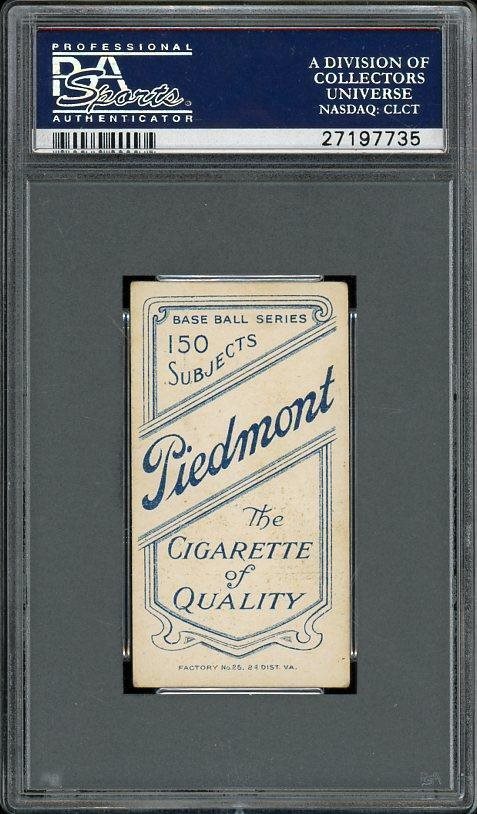 PROFESSIONAL
PSA
Sports
AUTHENTICATOR
A DIVISION OF
COLLECTORS
UNIVERSE
NASDAQ: CLCT
27197735
BASE BALL SERIES
150
SUBJECTS
Piedmont
The
CIGARETTE
of
QUALITY
FACTORY No. 25, 2d DIST. VA.